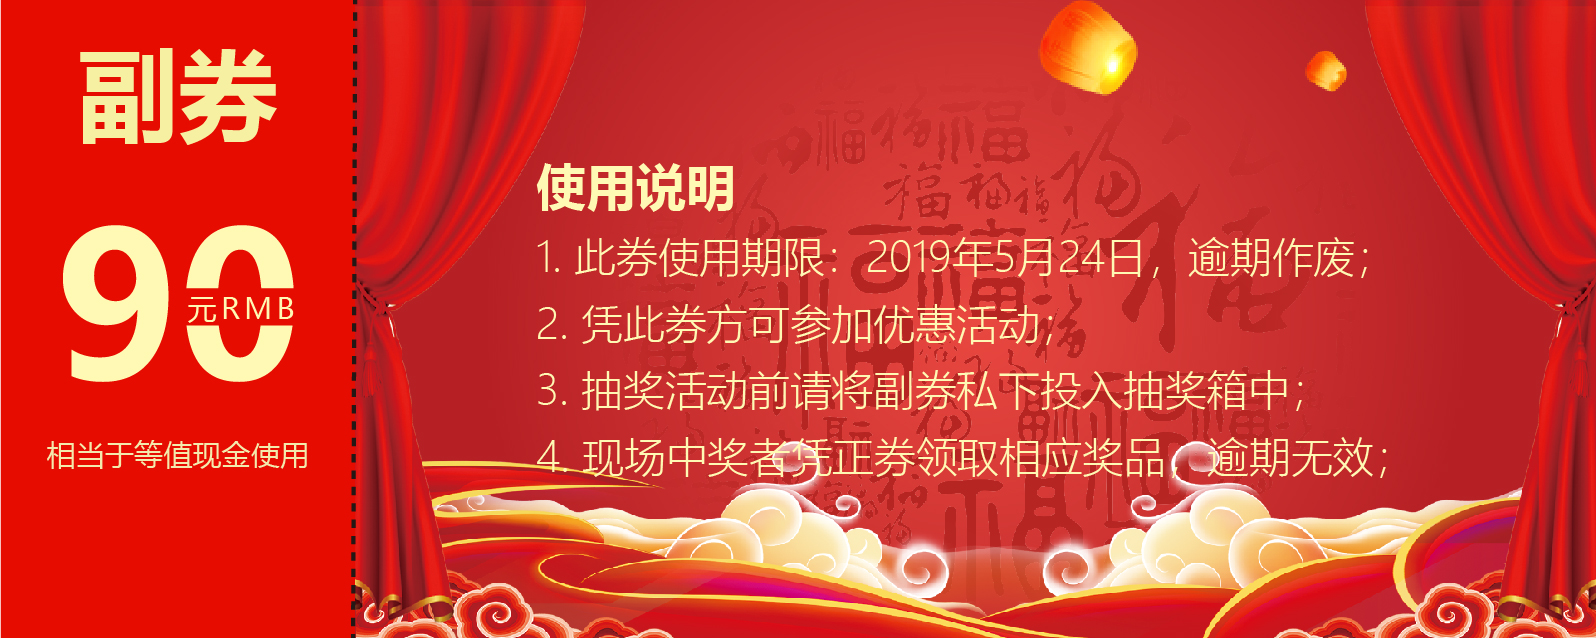 副券
90
元RMB
相当于等值现金使用
使用说明
1. 此券使用期限：2019年5月24日，逾期作废；
2. 凭此券方可参加优惠活动；
3. 抽奖活动前请将副券私下投入抽奖箱中；
4. 现场中奖者凭正券领取相应奖品，逾期无效；